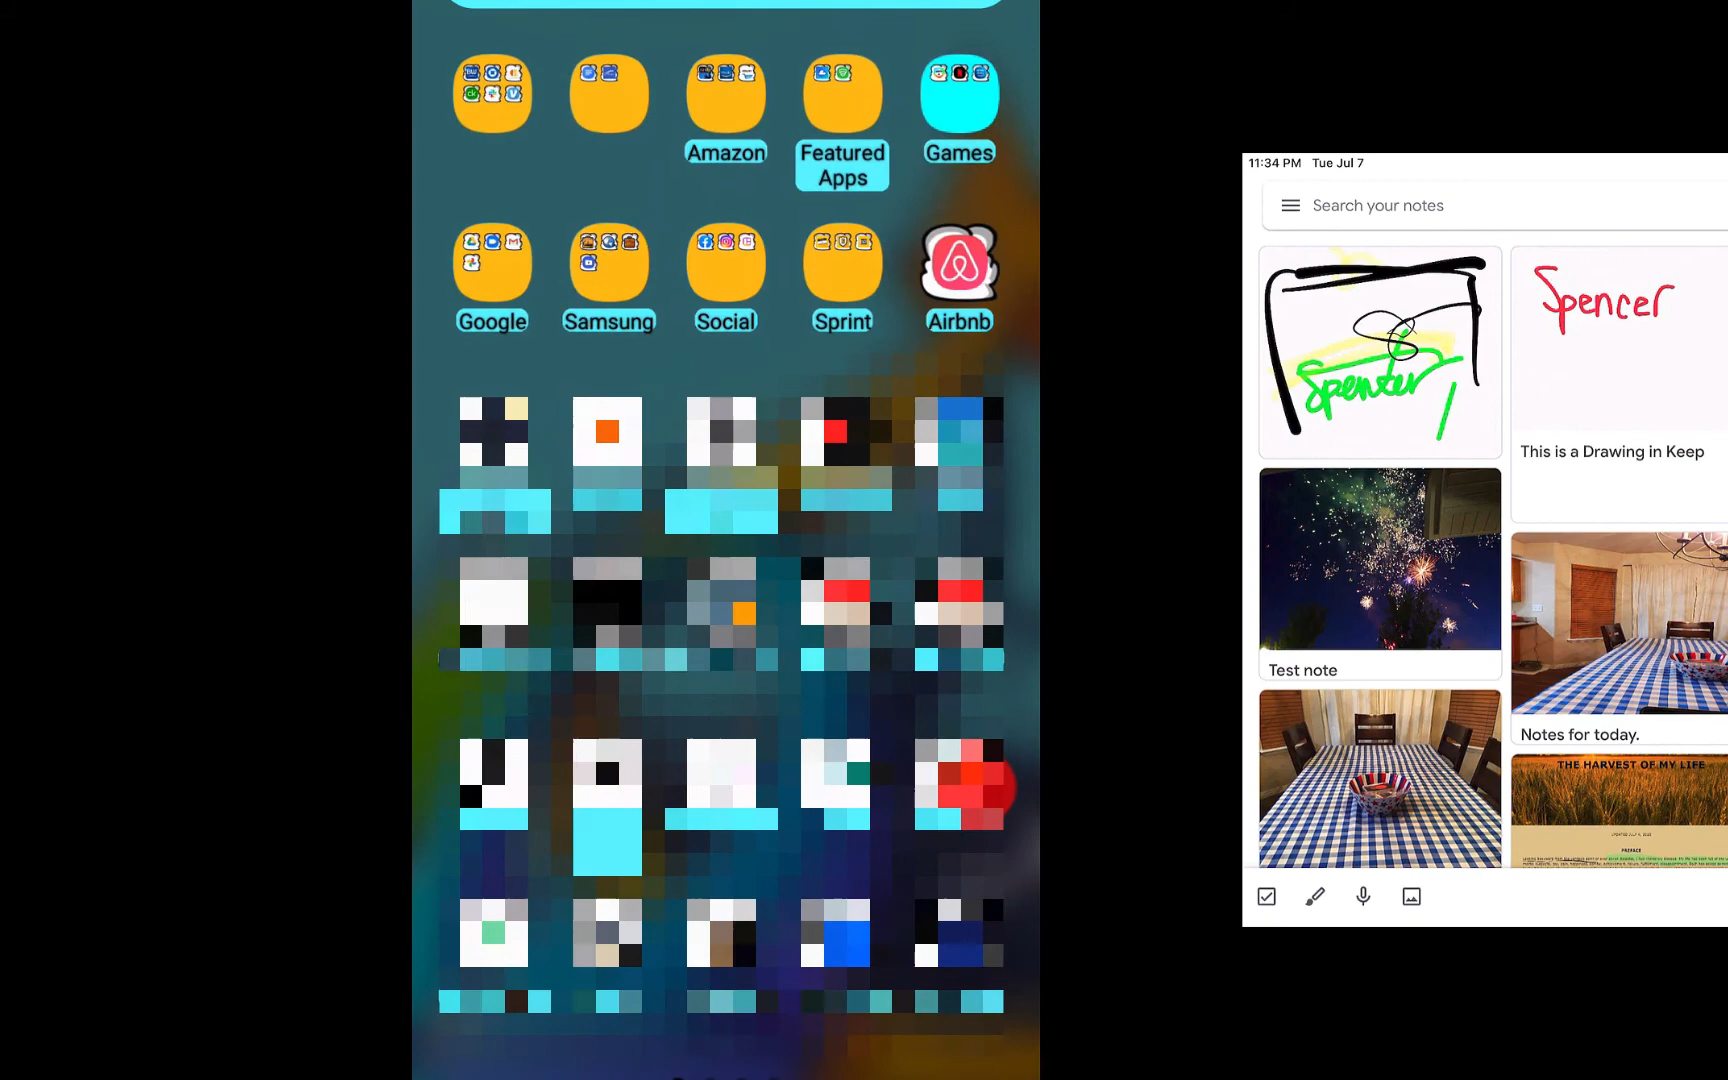 Amazon
Featured
Apps
Games
Google
Samsung
Social
Sprint
Airbnb
11:34 PM Tue Jul 7
Search your notes
Spencer
Spencer
This is a Drawing in Keep
Test note
Notes for today.
THE HARVEST OF MY LIFE
PREFACE